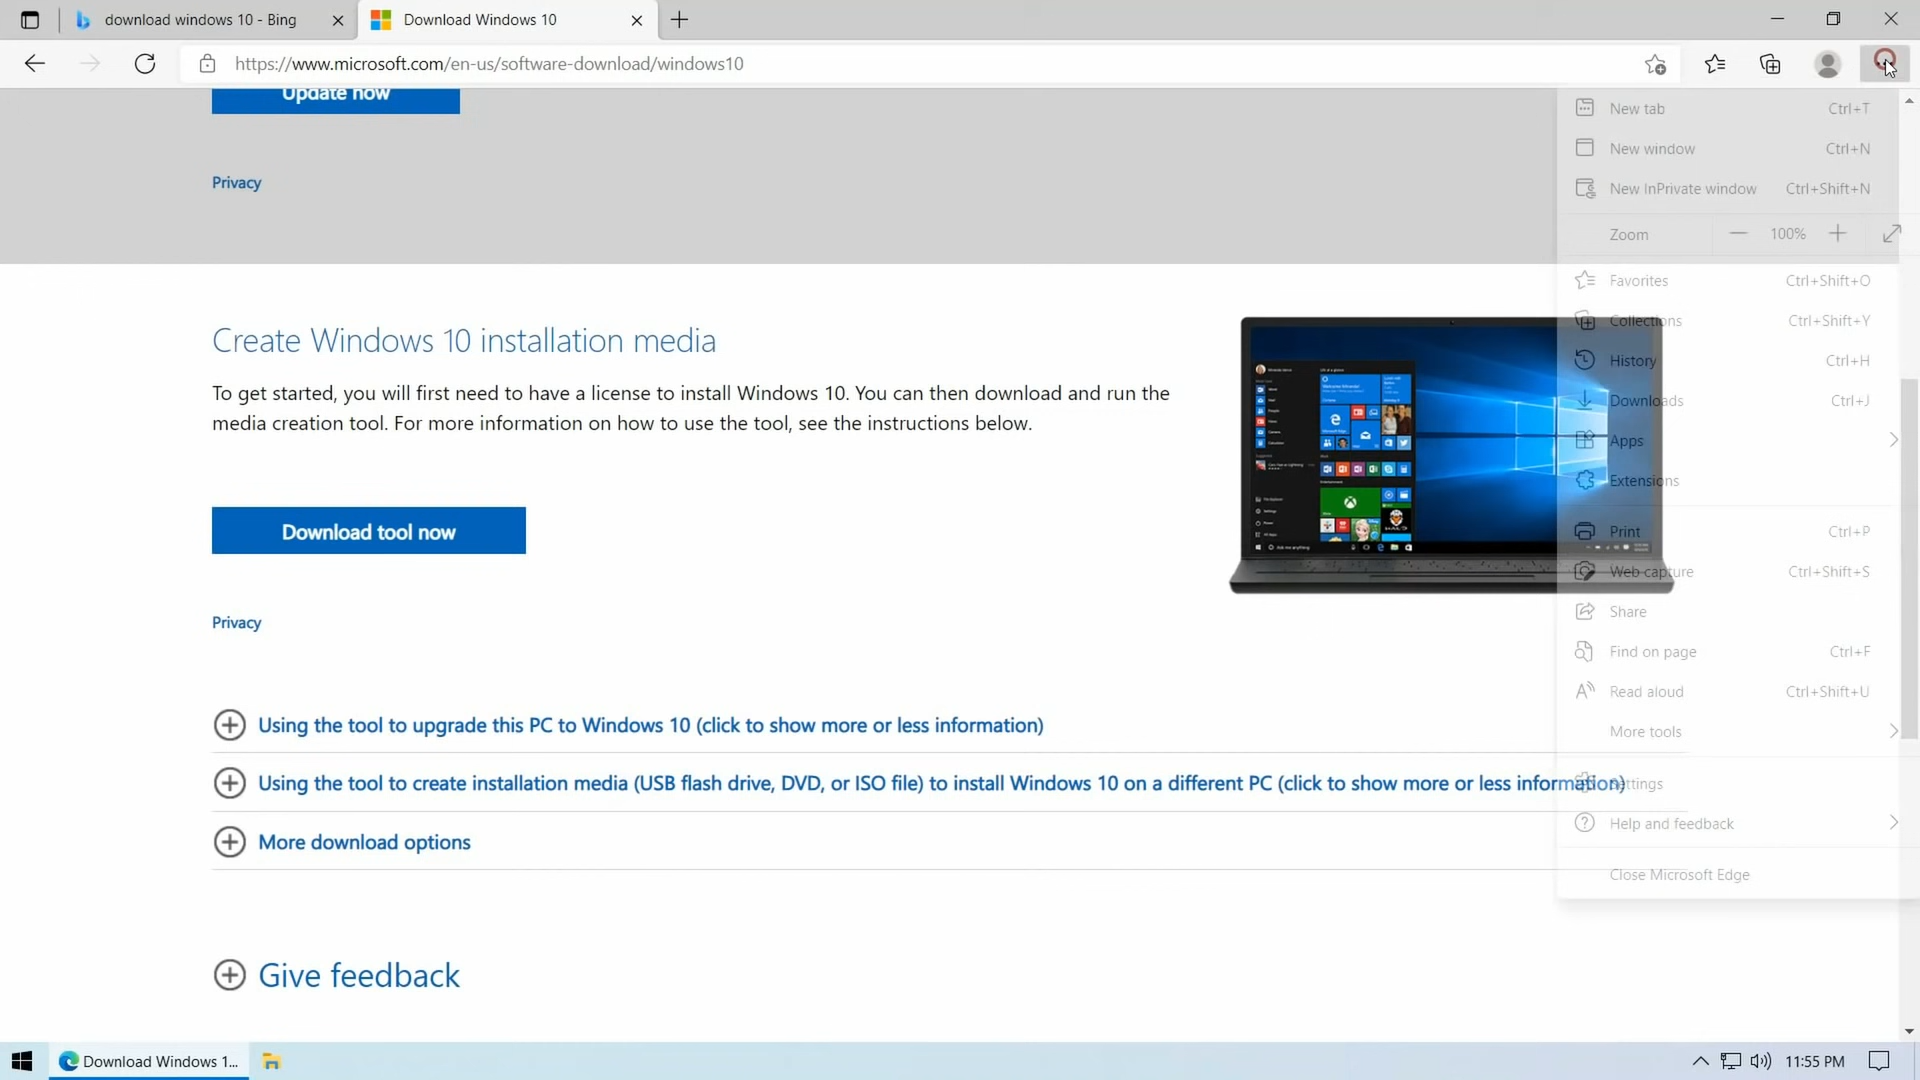 download windows 10 - Bing
Download Windows 10
https://www.microsoft.com/en-us/software-download/windows10
Update now
Privacy
New tab Ctrl+T
New window Ctrl+N
New InPrivate window Ctrl+Shift+N
Zoom 100%
Favorites Ctrl+Shift+O
Collections Ctrl+Shift+Y
History Ctrl+H
Downloads Ctrl+J
Apps
Extensions
Print Ctrl+P
Web capture Ctrl+Shift+S
Share
Find on page Ctrl+F
Read aloud Ctrl+Shift+U
More tools
Settings
Help and feedback
Close Microsoft Edge
Create Windows 10 installation media
To get started, you will first need to have a license to install Windows 10. You can then download and run the
media creation tool. For more information on how to use the tool, see the instructions below.
Download tool now
Privacy
Using the tool to upgrade this PC to Windows 10 (click to show more or less information)
Using the tool to create installation media (USB flash drive, DVD, or ISO file) to install Windows 10 on a different PC (click to show more or less information)
More download options
Give feedback
Download Windows 1...
11:55 PM